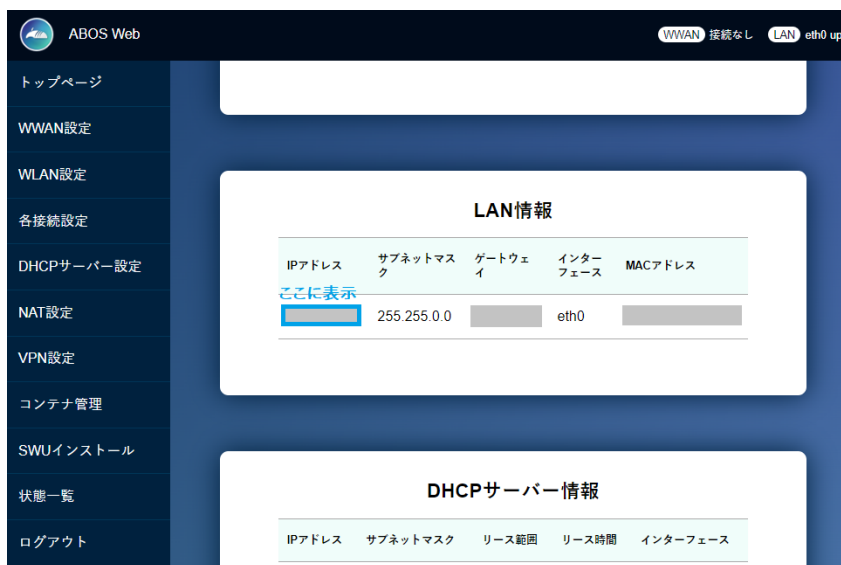 ABOS Web
WWAN 接続なし LAN eth0 up
トップページ
WWAN設定
WLAN設定
各接続設定
DHCPサーバー設定
NAT設定
VPN設定
コンテナ管理
SWUインストール
状態一覧
ログアウト
LAN情報
IPアドレス サブネットマスク ゲートウェイ インターフェース MACアドレス
ここに表示
255.255.0.0 eth0
DHCPサーバー情報
IPアドレス サブネットマスク リース範囲 リース時間 インターフェース